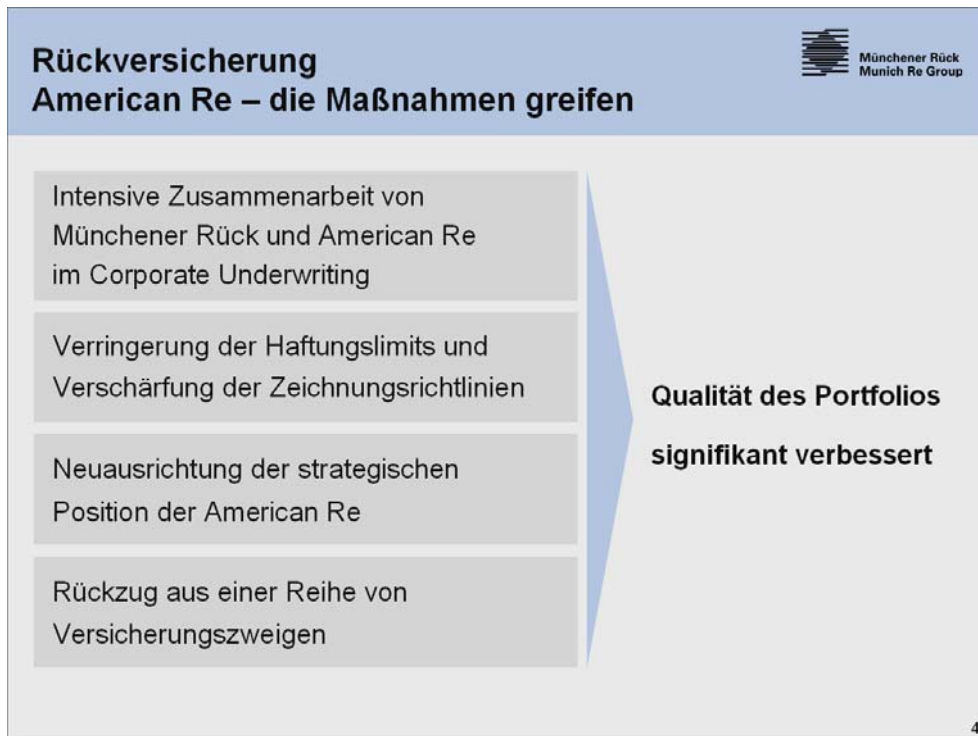 Rückversicherung
American Re – die Maßnahmen greifen
Münchener Rück
Munich Re Group
Intensive Zusammenarbeit von
Münchener Rück und American Re
im Corporate Underwriting
Verringerung der Haftungslimits und
Verschärfung der Zeichnungsrichtlinien
Neuausrichtung der strategischen
Position der American Re
Rückzug aus einer Reihe von
Versicherungszweigen
Qualität des Portfolios
signifikant verbessert
4